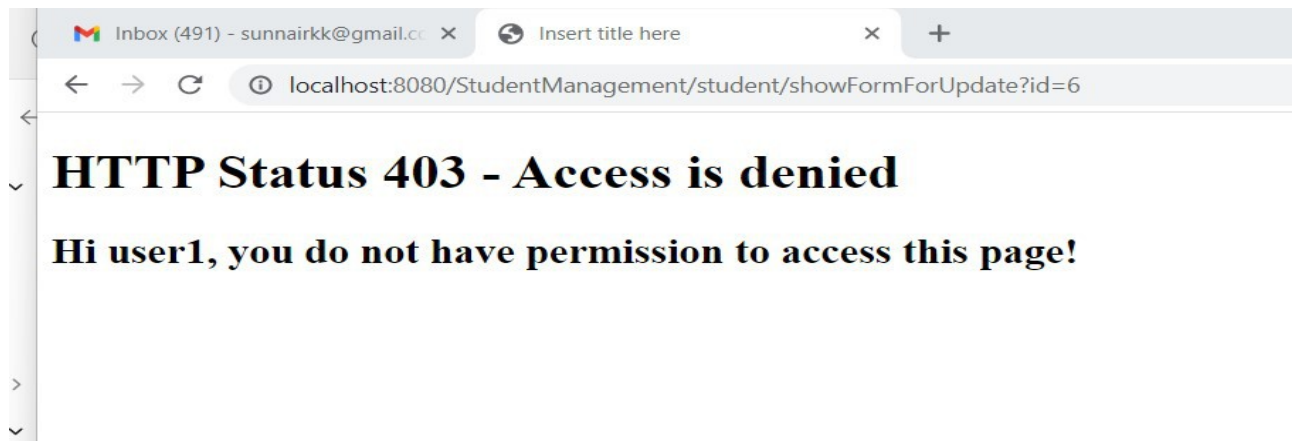 Inbox (491) - sunnairkk@gmail.cc
Insert title here
localhost:8080/StudentManagement/student/showFormForUpdate?id=6
HTTP Status 403 - Access is denied
Hi user1, you do not have permission to access this page!